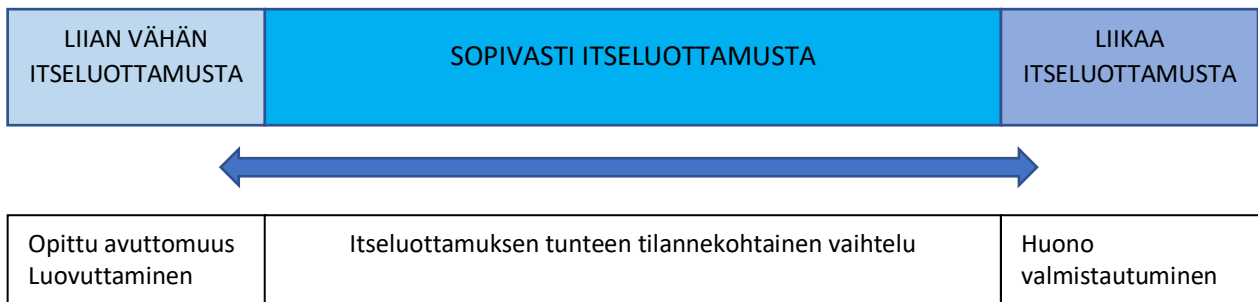 LIIAN VÄHÄN
ITSELUOTTAMUSTA
SOPIVASTI ITSELUOTTAMUSTA
LIIKAA
ITSELUOTTAMUSTA
Opittu avuttomuus
Luovuttaminen
Itseluottamuksen tunteen tilannekohtainen vaihtelu
Huono
valmistautuminen